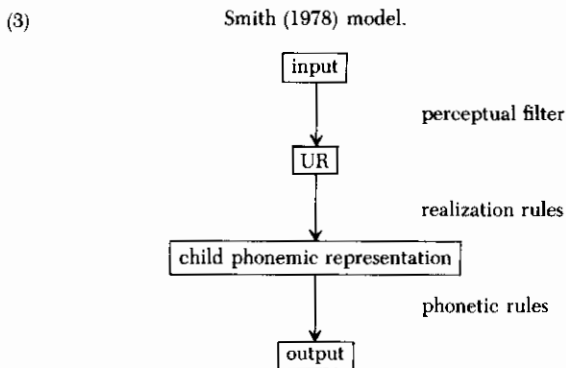 (3) Smith (1978) model.
input
perceptual filter
UR
realization rules
child phonemic representation
phonetic rules
output